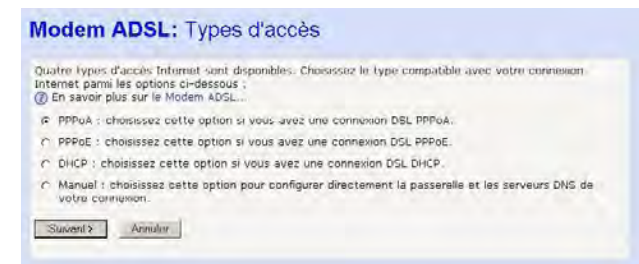 Modem ADSL: Types d'accès
Quatre types d'accès Internet sont disponibles. Choisissez le type compatible avec votre connexion
Internet parmi les options ci-dessous :
En savoir plus sur le Modem ADSL...
PPPoA : choisissez cette option si vous avez une connexion DSL PPPoA.
PPPoE : choisissez cette option si vous avez une connexion DSL PPPoE.
DHCP : choisissez cette option si vous avez une connexion DSL DHCP.
Manuel : choisissez cette option pour configurer directement la passerelle et les serveurs DNS de
votre connexion.
Suivant> Annuler